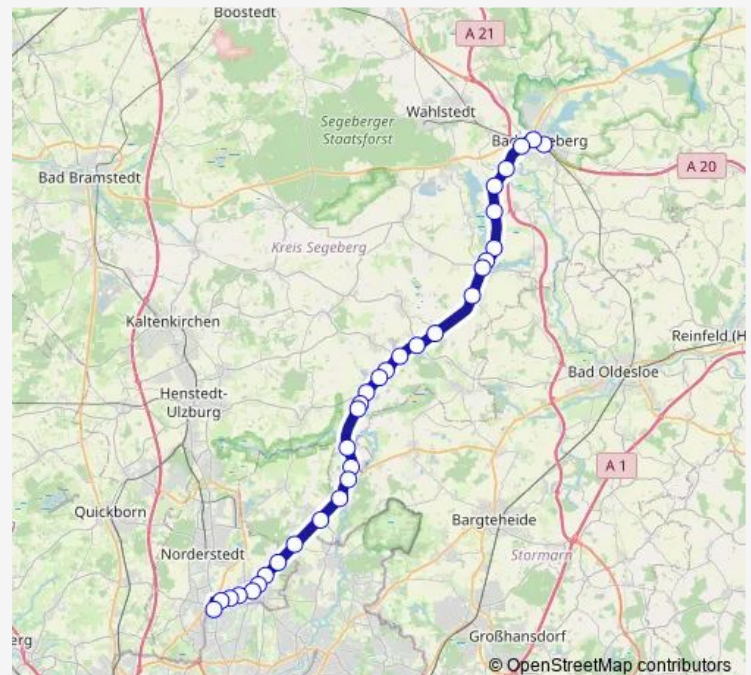 Boostedt
A 21
Wahlstedt
Segeberger
Staatsforst
Bad Bramstedt
A 20
Kreis Segeberg
Kaltenkirchen
Reinfeld (H
Bad Oldesloe
Henstedt-
Ulzburg
A 1
Quickborn
Bargteheide
Norderstedt
Stormarn
Großhansdorf
erg
© OpenStreetMap contributors